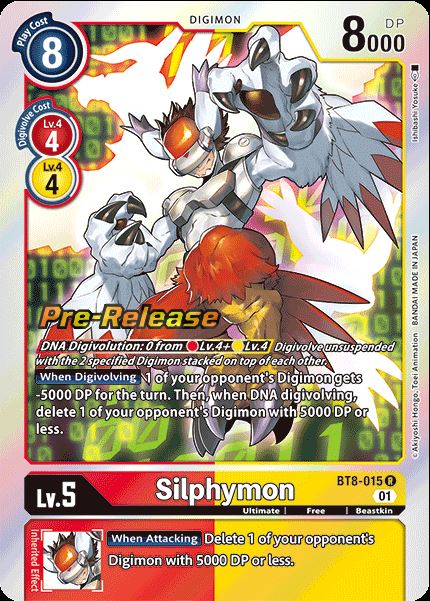 DIGIMON
Play Cost
8
DP
8000
Digivolve Cost
Lv.4
4
Lv.4
4
Ishibashi Yosuke
©Akiyoshi Hongo, Toei Animation BANDAI MADE IN JAPAN
Pre-Release
DNA Digivolution: 0 from Lv.4+ Lv.4 Digivolve unsuspended
with the 2 specified Digimon stacked on top of each other.
When Digivolving 1 of your opponent's Digimon gets
-5000 DP for the turn. Then, when DNA digivolving,
delete 1 of your opponent's Digimon with 5000 DP or
less.
Lv.5
Silphymon
BT8-015 R
01
Ultimate | Free | Beastkin
Inherited Effect
When Attacking Delete 1 of your opponent's
Digimon with 5000 DP or less.